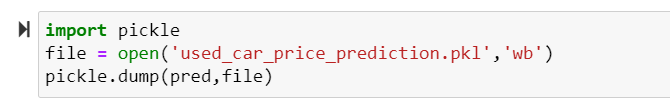 import pickle
file = open('used_car_price_prediction.pkl','wb')
pickle.dump(pred,file)